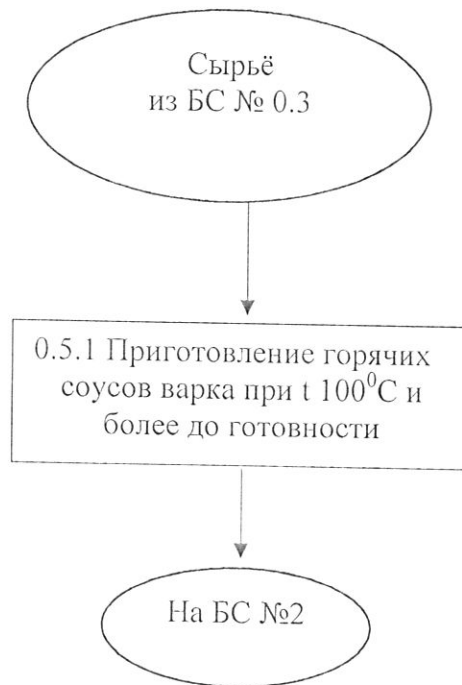 Сырьё
из БС № 0.3
0.5.1 Приготовление горячих
соусов варка при t 100⁰С и
более до готовности
На БС №2